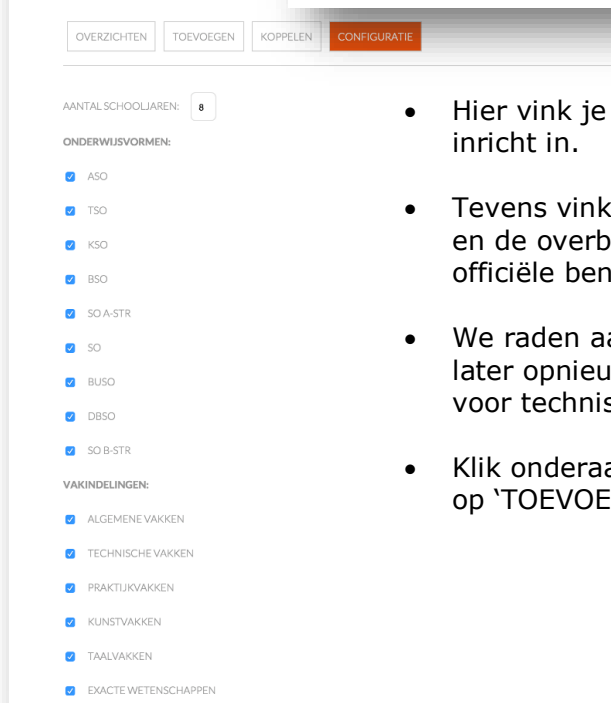 OVERZICHTEN TOEVOEGEN KOPPELEN CONFIGURATIE
AANTAL SCHOOLJAREN: 8
ONDERWIJSVORMEN:
ASO
TSO
KSO
BSO
SO A-STR
SO
BUSO
DBSO
SO B-STR
VAKINDELINGEN:
ALGEMENE VAKKEN
TECHNISCHE VAKKEN
PRAKTIJKVAKKEN
KUNSTVAKKEN
TAALVAKKEN
EXACTE WETENSCHAPPEN
• Hier vink je
inricht in.
• Tevens vink
en de overb
officiële ben
• We raden aa
later opnieu
voor technis
• Klik onderaa
op ‘TOEVOE